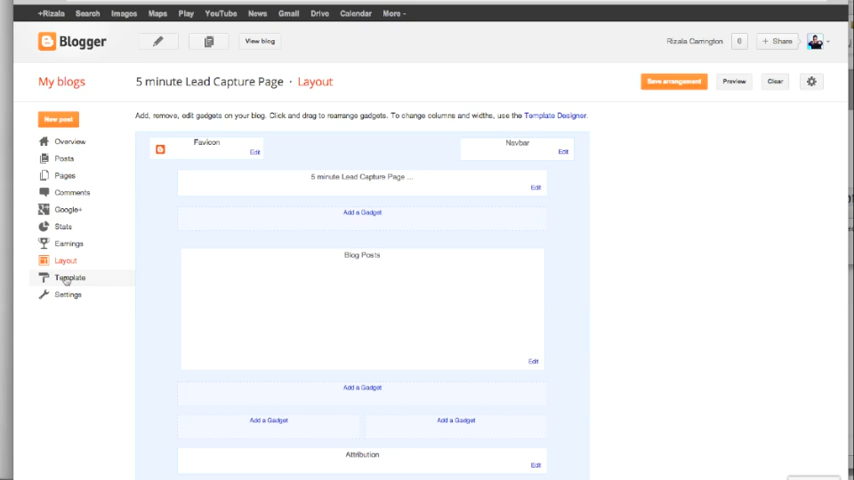 +Rizala Search Images Maps Play YouTube News Gmail Drive Calendar More
Blogger View blog Rizala Carrington 0 + Share
My blogs 5 minute Lead Capture Page · Layout Save arrangement Preview Clear
Add, remove, edit gadgets on your blog. Click and drag to rearrange gadgets. To change columns and widths, use the Template Designer.
New post
Overview
Posts
Pages
Comments
Google+
Stats
Earnings
Layout
Template
Settings
Favicon
Edit
Navbar
Edit
5 minute Lead Capture Page ...
Edit
Add a Gadget
Blog Posts
Edit
Add a Gadget
Add a Gadget Add a Gadget
Attribution
Edit